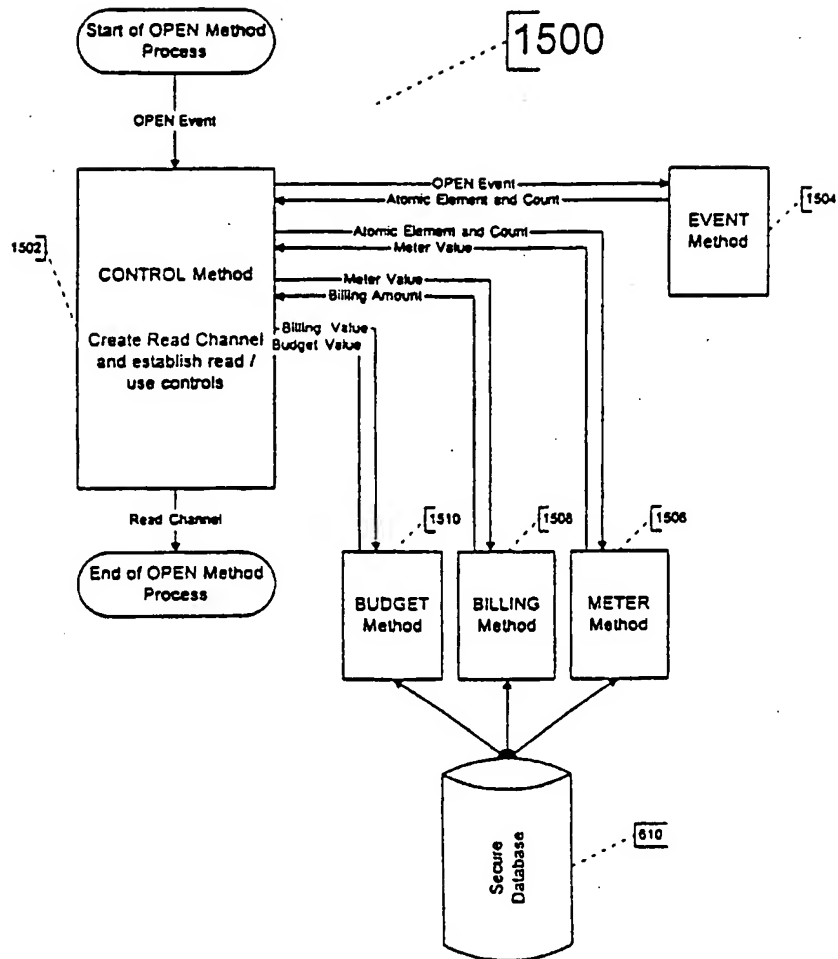 Start of OPEN Method
Process
1500
OPEN Event
OPEN Event
Atomic Element and Count
EVENT
Method
1504
1502
CONTROL Method
Create Read Channel
and establish read /
use controls
Atomic Element and Count
Meter Value
Meter Value
Billing Amount
Billing Value
Budget Value
Read Channel
End of OPEN Method
Process
1510
1508
1506
BUDGET
Method
BILLING
Method
METER
Method
Secure
Database
610